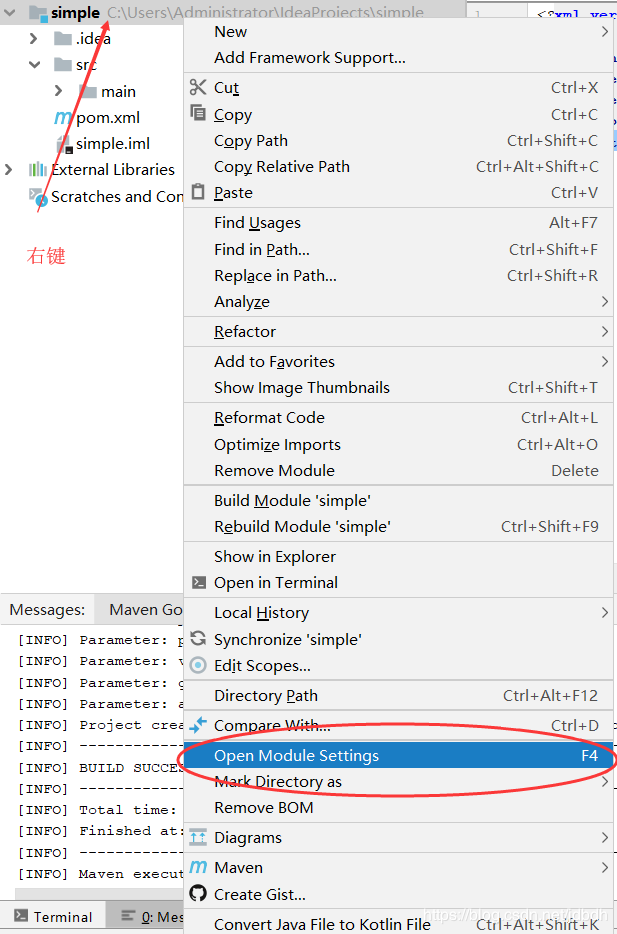 simple C:\Users\Administrator\IdeaProjects\simple
.idea
src
main
pom.xml
simple.iml
External Libraries
Scratches and Con
右键
1 <?xml ver
New
Add Framework Support...
Cut Ctrl+X
Copy Ctrl+C
Copy Path Ctrl+Shift+C
Copy Relative Path Ctrl+Alt+Shift+C
Paste Ctrl+V
Find Usages Alt+F7
Find in Path... Ctrl+Shift+F
Replace in Path... Ctrl+Shift+R
Analyze
Refactor
Add to Favorites
Show Image Thumbnails Ctrl+Shift+T
Reformat Code Ctrl+Alt+L
Optimize Imports Ctrl+Alt+O
Remove Module Delete
Build Module 'simple'
Rebuild Module 'simple' Ctrl+Shift+F9
Show in Explorer
Open in Terminal
Local History
Synchronize 'simple'
Edit Scopes...
Directory Path Ctrl+Alt+F12
Compare With... Ctrl+D
Open Module Settings F4
Mark Directory as
Remove BOM
Diagrams
Maven
Create Gist...
Convert Java File to Kotlin File Ctrl+Alt+Shift+K
Messages: Maven Go
[INFO] Parameter: p
[INFO] Parameter: v
[INFO] Parameter: g
[INFO] Parameter: a
[INFO] Project crea
[INFO] ------------
[INFO] BUILD SUCCES
[INFO] ------------
[INFO] Total time:
[INFO] Finished at:
[INFO] ------------
[INFO] Maven execut
Terminal 0: Mes